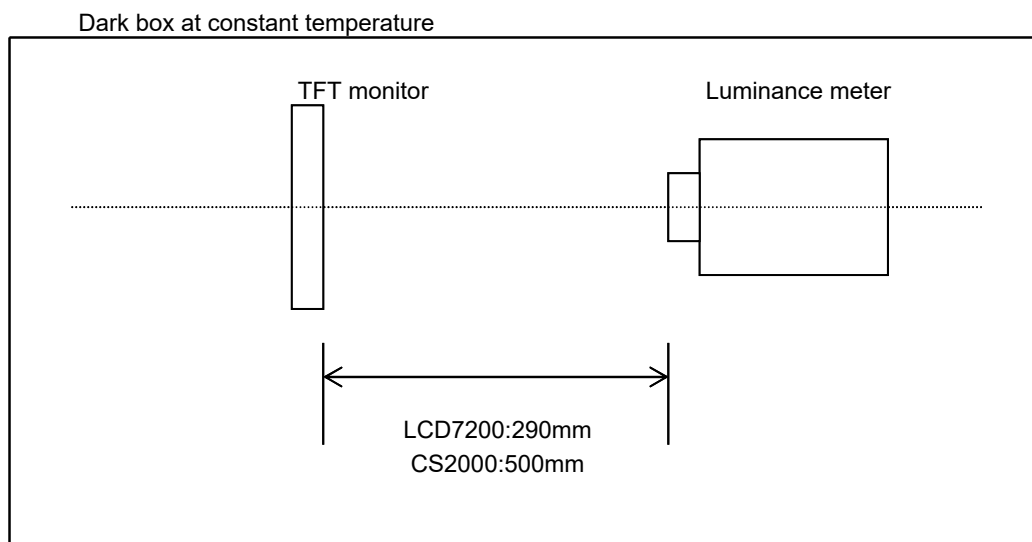 Dark box at constant temperature
TFT monitor
Luminance meter
LCD7200:290mm
CS2000:500mm